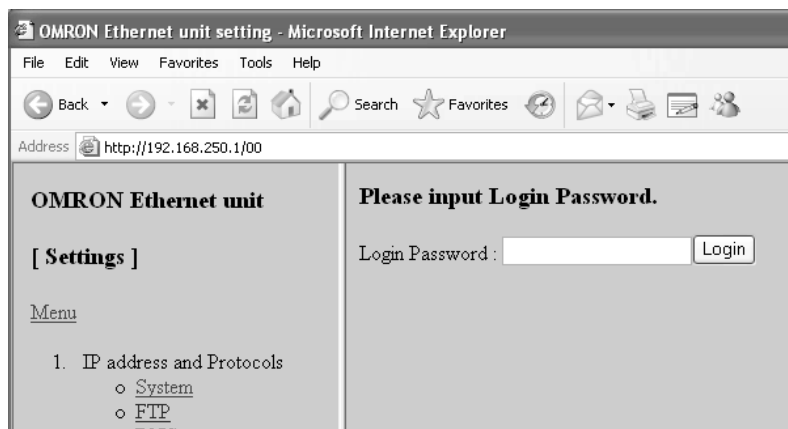 OMRON Ethernet unit setting - Microsoft Internet Explorer
File Edit View Favorites Tools Help
Back Search Favorites
Address http://192.168.250.1/00
OMRON Ethernet unit
[ Settings ]
Menu
1. IP address and Protocols
o System
o FTP
Please input Login Password.
Login Password : Login